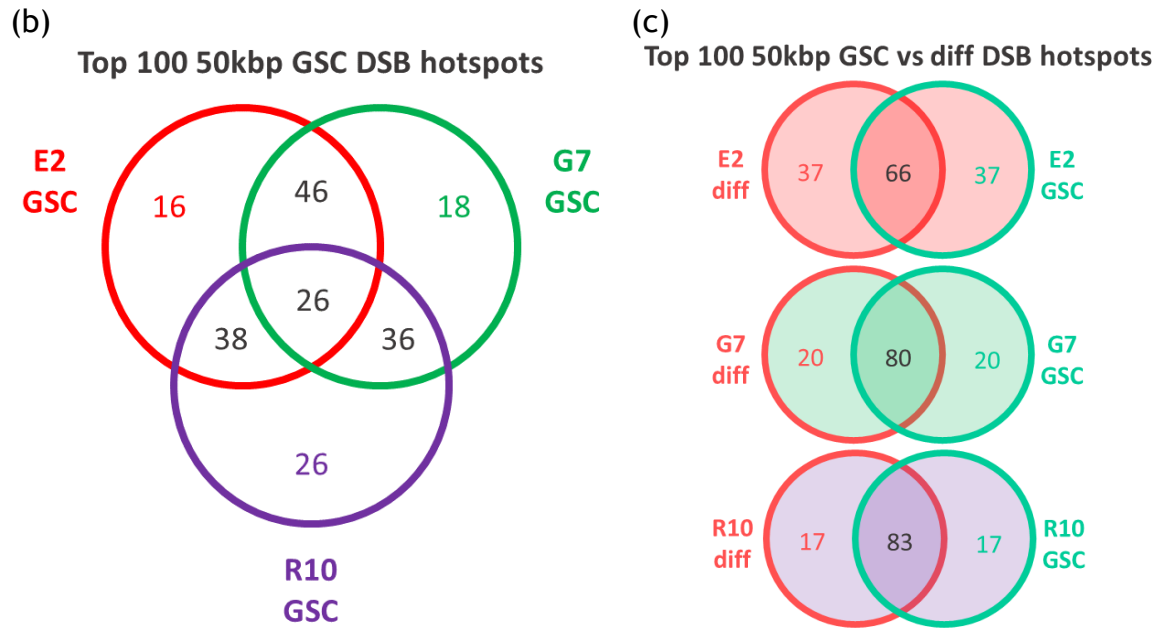 (b)
Top 100 50kbp GSC DSB hotspots
E2
GSC
G7
GSC
16
46
18
26
38
36
26
R10
GSC
(c)
Top 100 50kbp GSC vs diff DSB hotspots
E2
diff
37
66
37
E2
GSC
G7
diff
20
80
20
G7
GSC
R10
diff
17
83
17
R10
GSC